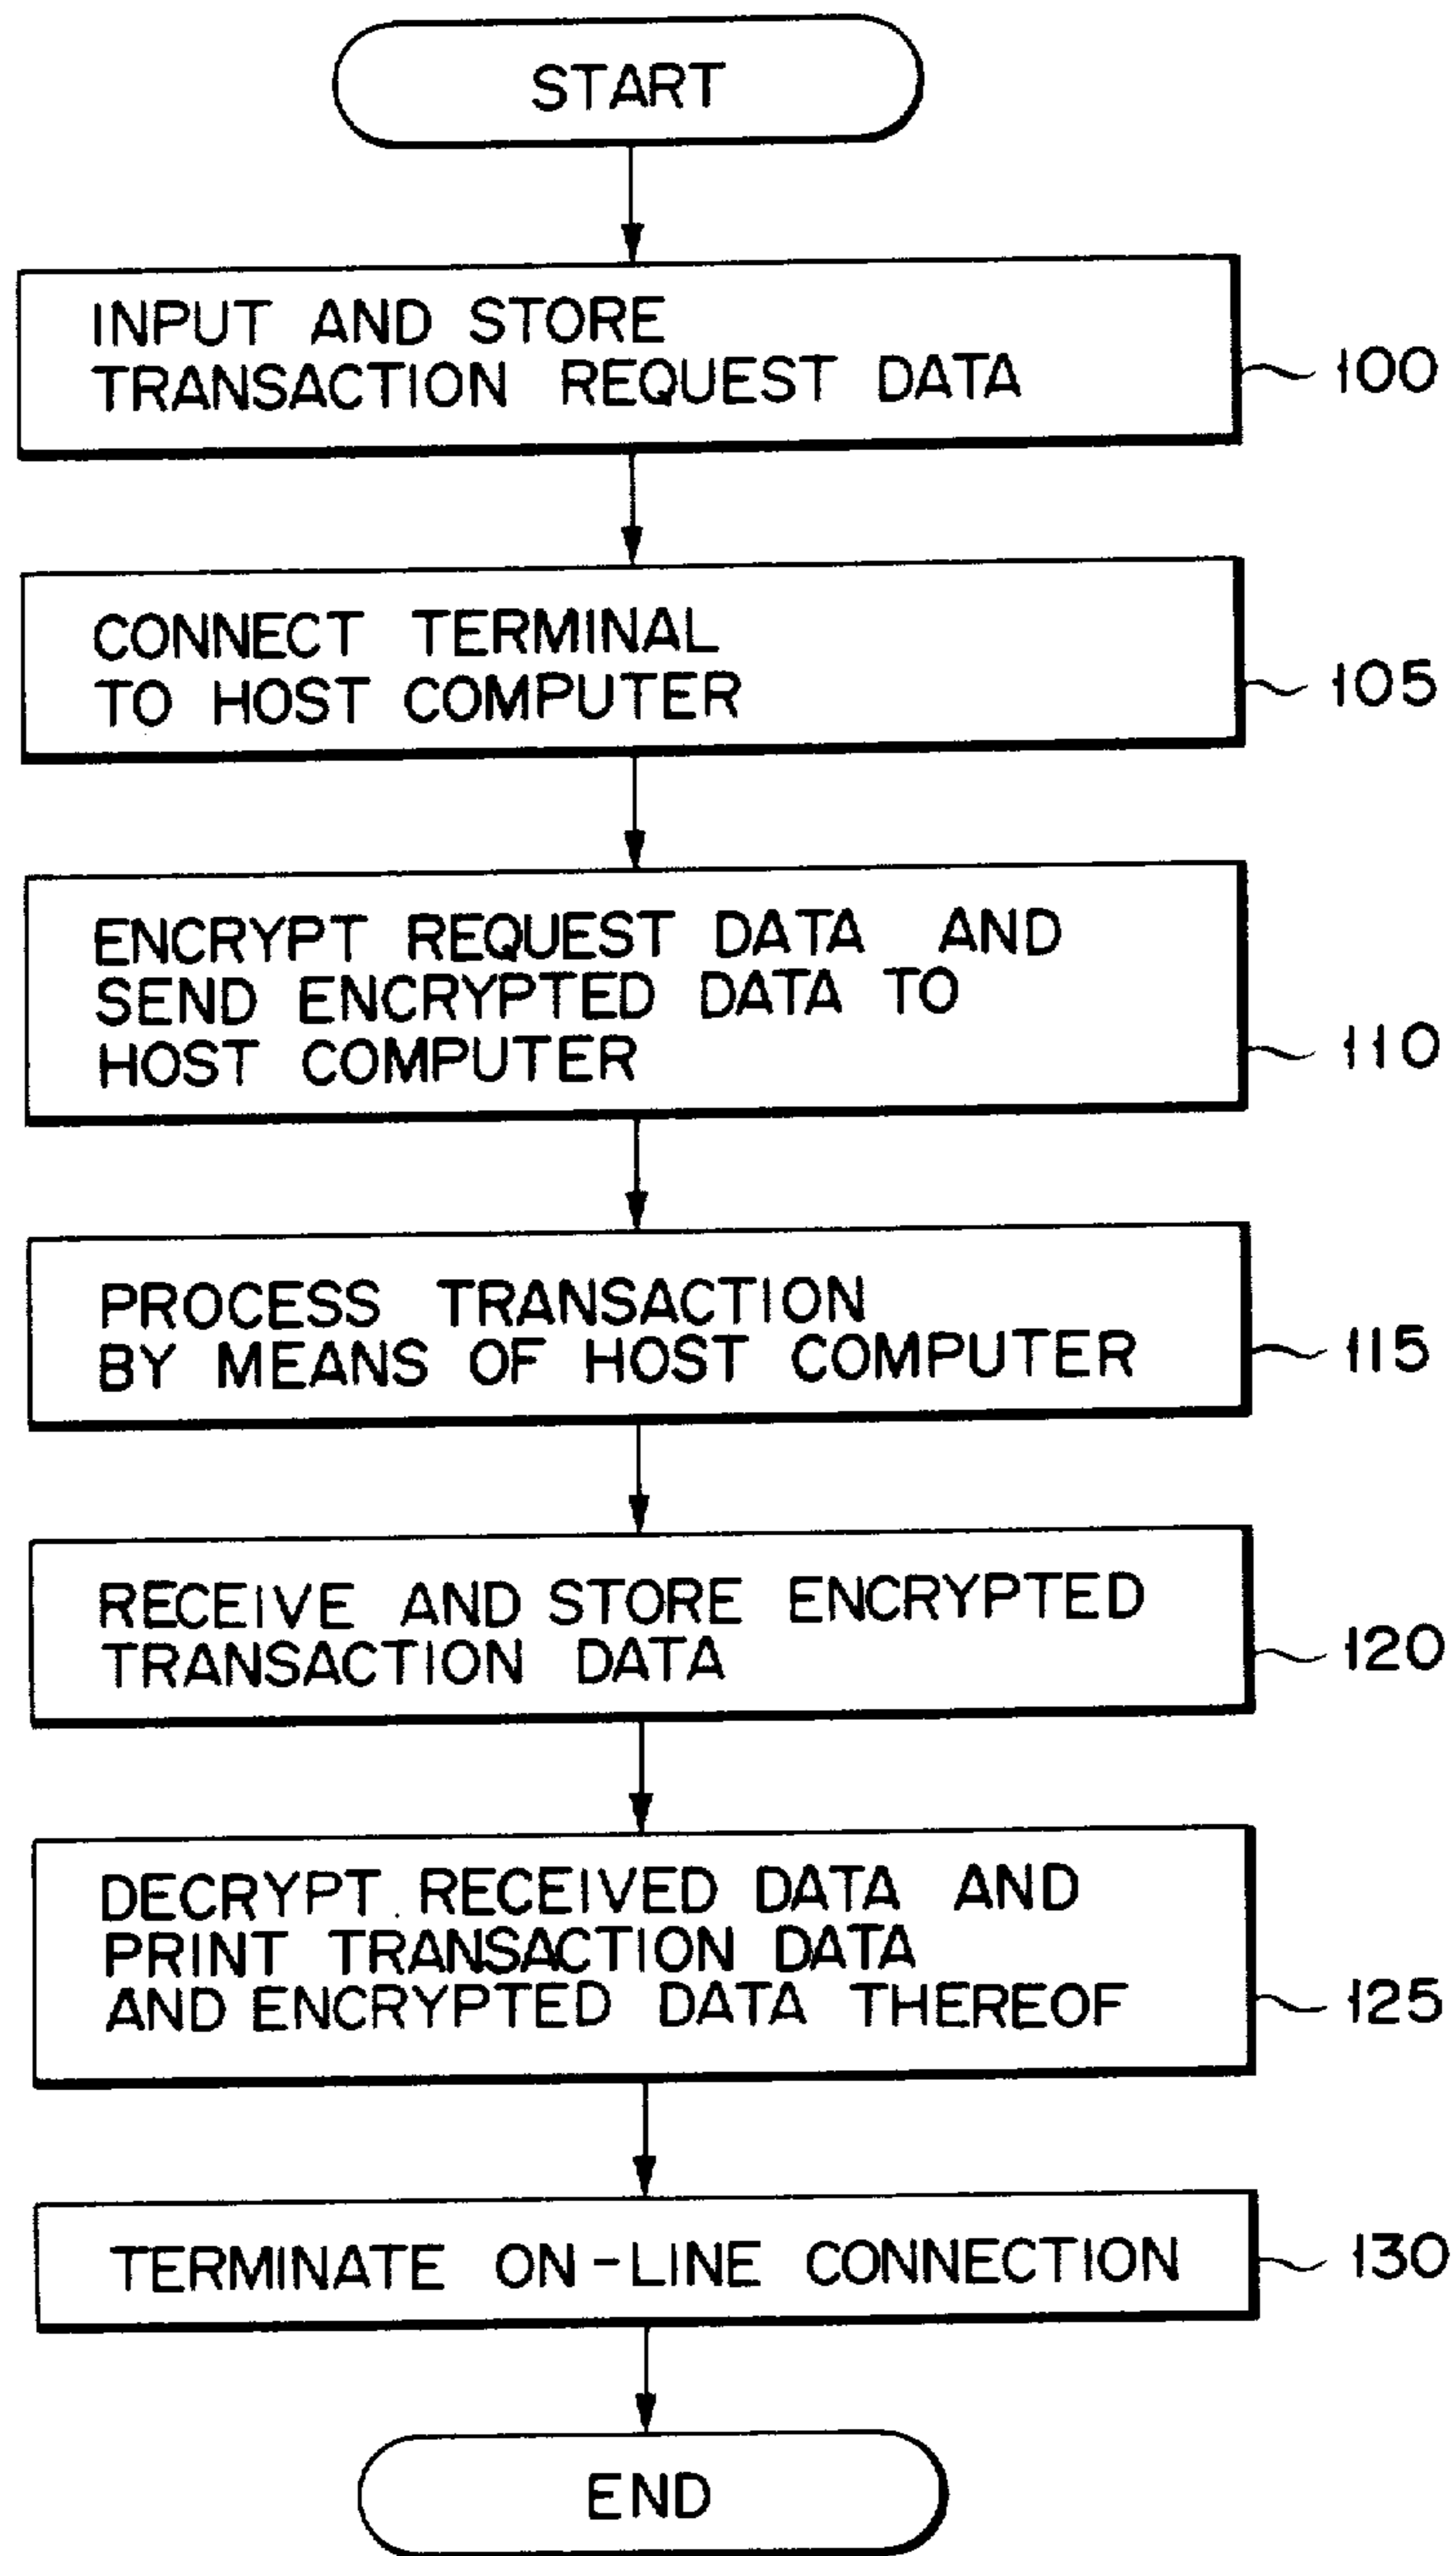 START
INPUT AND STORE
TRANSACTION REQUEST DATA
100
CONNECT TERMINAL
TO HOST COMPUTER
105
ENCRYPT REQUEST DATA AND
SEND ENCRYPTED DATA TO
HOST COMPUTER
110
PROCESS TRANSACTION
BY MEANS OF HOST COMPUTER
115
RECEIVE AND STORE ENCRYPTED
TRANSACTION DATA
120
DECRYPT RECEIVED DATA AND
PRINT TRANSACTION DATA
AND ENCRYPTED DATA THEREOF
125
TERMINATE ON-LINE CONNECTION
130
END